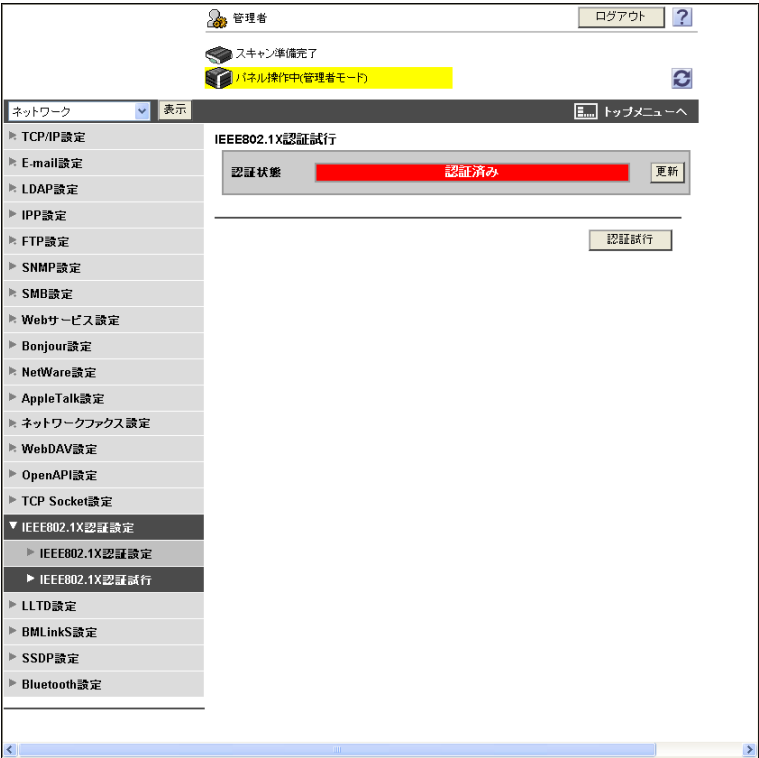 管理者
ログアウト
?
スキャン準備完了
パネル操作中(管理者モード)
ネットワーク
表示
トップメニューへ
TCP/IP設定
E-mail設定
LDAP設定
IPP設定
FTP設定
SNMP設定
SMB設定
Webサービス設定
Bonjour設定
NetWare設定
AppleTalk設定
ネットワークファクス設定
WebDAV設定
OpenAPI設定
TCP Socket設定
IEEE802.1X認証設定
IEEE802.1X認証設定
IEEE802.1X認証試行
LLTD設定
BMLinkS設定
SSDP設定
Bluetooth設定
IEEE802.1X認証試行
認証状態
認証済み
更新
認証試行